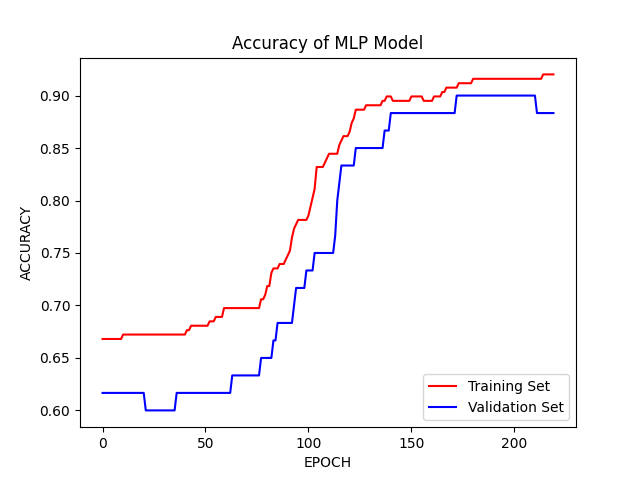 Accuracy of MLP Model
ACCURACY
0.90
0.85
0.80
0.75
0.70
0.65
0.60
0
50
100
150
200
EPOCH
Training Set
Validation Set